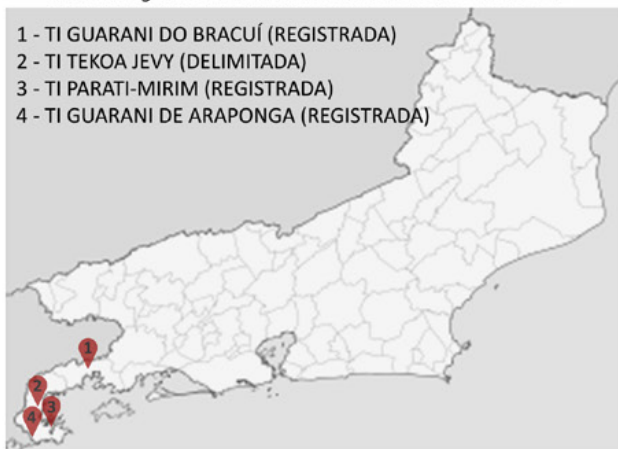 1 - TI GUARANI DO BRACUÍ (REGISTRADA)
2 - TI TEKOA JEVY (DELIMITADA)
3 - TI PARATI-MIRIM (REGISTRADA)
4 - TI GUARANI DE ARAPONGA (REGISTRADA)
1
2
3
4